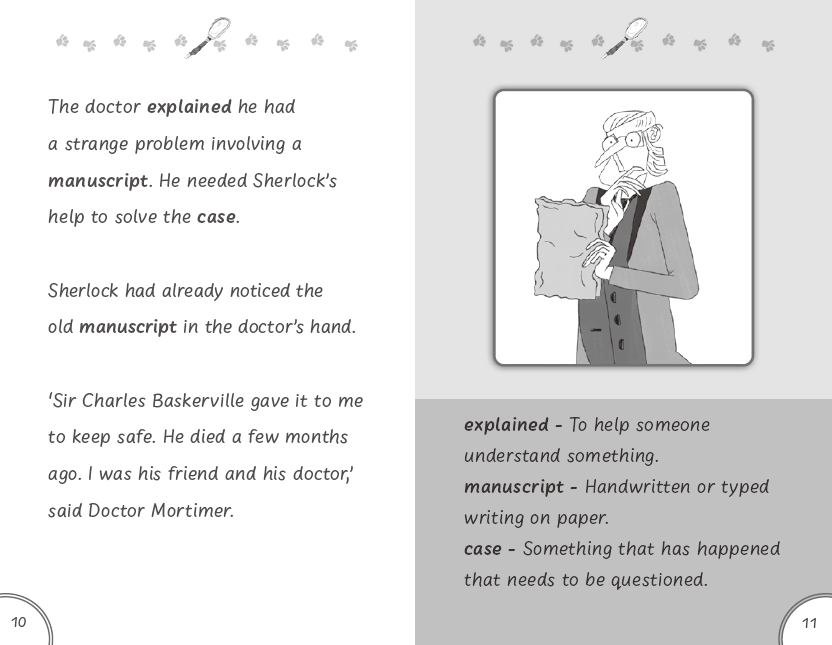 The doctor explained he had
a strange problem involving a
manuscript. He needed Sherlock's
help to solve the case.
Sherlock had already noticed the
old manuscript in the doctor's hand.
'Sir Charles Baskerville gave it to me
to keep safe. He died a few months
ago. I was his friend and his doctor,'
said Doctor Mortimer.
10
explained - To help someone
understand something.
manuscript - Handwritten or typed
writing on paper.
case - Something that has happened
that needs to be questioned.
11